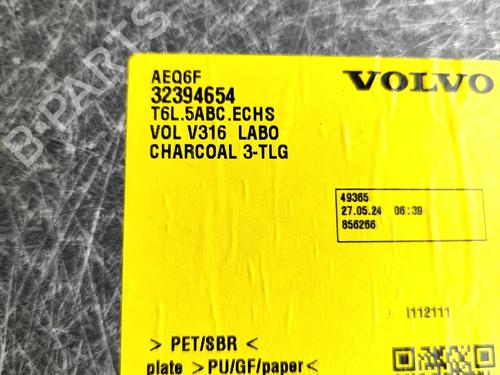 AEQ6F
32394654
T6L.5ABC.ECHS
VOL V316 LABO
CHARCOAL 3-TLG
VOLVO
49365
27.05.24 06:39
856266
I112111
> PET/SBR <
plate > PU/GF/paper <
B-PARTS